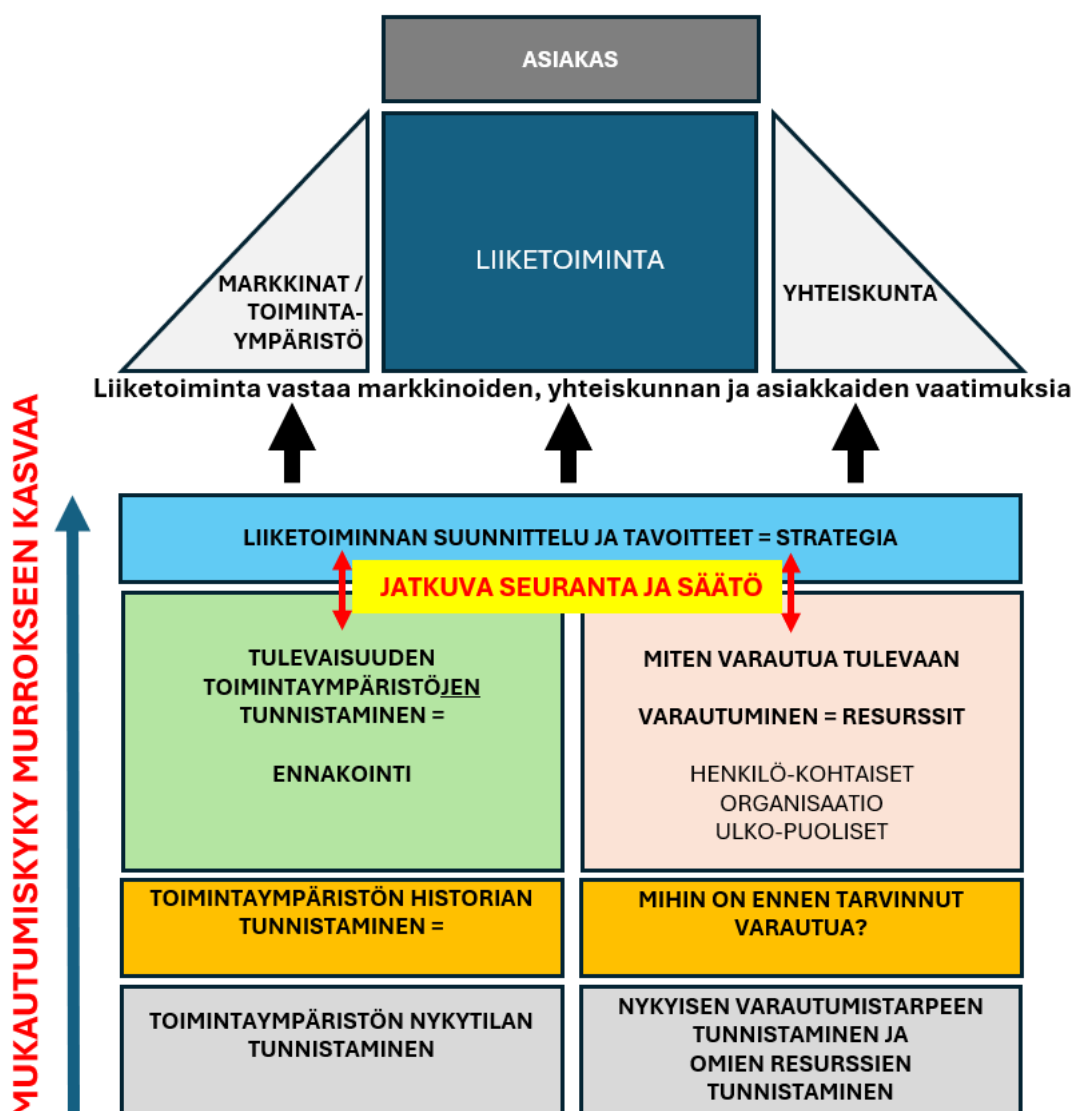 ASIAKAS
LIIKETOIMINTA
MARKKINAT /
TOIMINTA-
YMPÄRISTÖ
YHTEISKUNTA
Liiketoiminta vastaa markkinoiden, yhteiskunnan ja asiakkaiden vaatimuksia
MUKAUTUMISKYKY MURROKSEEN KASVAA
LIIKETOIMINNAN SUUNNITTELU JA TAVOITTEET = STRATEGIA
JATKUVA SEURANTA JA SÄÄTÖ
TULEVAISUUDEN
TOIMINTAYMPÄRISTÖJEN
TUNNISTAMINEN =
ENNAKOINTI
MITEN VARAUTUA TULEVAAN
VARAUTUMINEN = RESURSSIT
HENKILÖ-KOHTAISET
ORGANISAATIO
ULKO-PUOLISET
TOIMINTAYMPÄRISTÖN HISTORIAN
TUNNISTAMINEN =
MIHIN ON ENNEN TARVINNUT
VARAUTUA?
TOIMINTAYMPÄRISTÖN NYKYTILAN
TUNNISTAMINEN
NYKYISEN VARAUTUMISTARPEEN
TUNNISTAMINEN JA
OMIEN RESURSSIEN
TUNNISTAMINEN